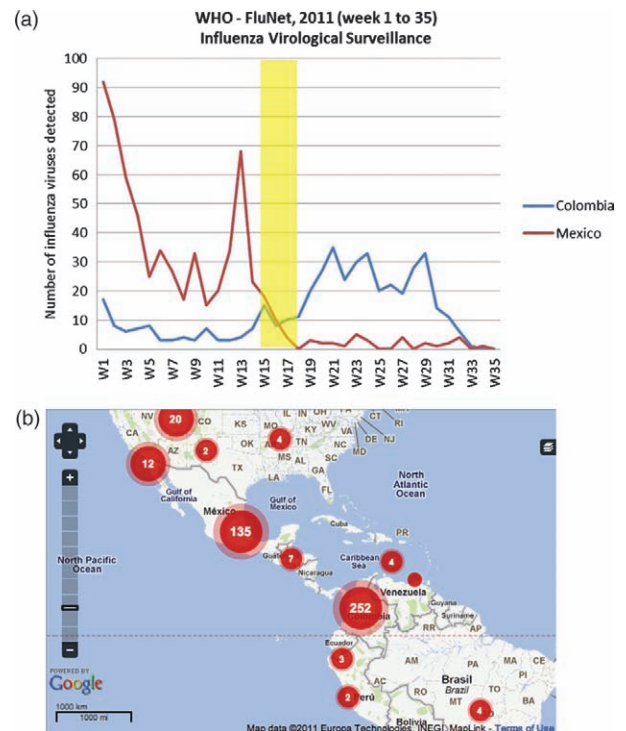 (a)
WHO - FluNet, 2011 (week 1 to 35)
Influenza Virological Surveillance
Number of influenza viruses detected
100
90
80
70
60
50
40
30
20
10
0
W1
W3
W5
W7
W9
W11
W13
W15
W17
W19
W21
W23
W25
W27
W29
W31
W33
W35
Colombia
Mexico
(b)
NV
20
CO
KS
MO
IL IN OH
PA
CT
RI
CA
KY
WV
VA
DE NJ
AZ
2
OK
4
TN
NC
MD
12
MS AL
SC
TX
LA
GA
FL
Gulf of
California
Gulf of
Mexico
North
Atlantic
Ocean
México
135
Cuba
PR
North Pacific
Ocean
7
Caribbean
Sea
4
Nicaragua
Venezuela
252
Guyana
Suriname
RR
AP
Ecuador
3
AM
PA
MA
CE
AC
PI
2
Perú
RO
MT
TO
BA
Brasil
Brazil
4
Bolivia
POWERED BY
Google
1000 km
1000 mi
Map data ©2011 Europa Technologies, INEGI, MapLink - Terms of Use